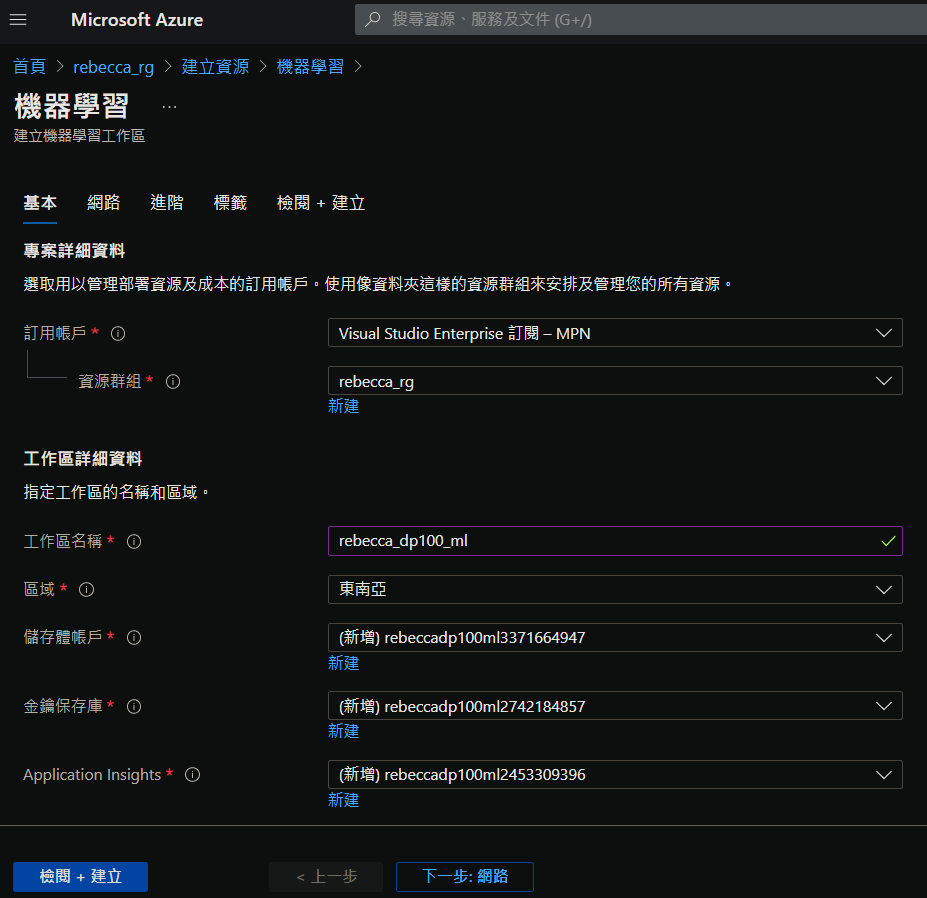 Microsoft Azure
搜尋資源、服務及文件 (G+/)
首頁 > rebecca_rg > 建立資源 > 機器學習 >
機器學習 ...
建立機器學習工作區
基本 網路 進階 標籤 檢閱 + 建立
專案詳細資料
選取用以管理部署資源及成本的訂用帳戶。使用像資料夾這樣的資源群組來安排及管理您的所有資源。
訂用帳戶 * Visual Studio Enterprise 訂閱 – MPN
資源群組 * rebecca_rg
新建
工作區詳細資料
指定工作區的名稱和區域。
工作區名稱 * rebecca_dp100_ml
區域 * 東南亞
儲存體帳戶 * (新增) rebeccadp100ml3371664947
新建
金鑰保存庫 * (新增) rebeccadp100ml2742184857
新建
Application Insights * (新增) rebeccadp100ml2453309396
新建
檢閱 + 建立 < 上一步 下一步: 網路